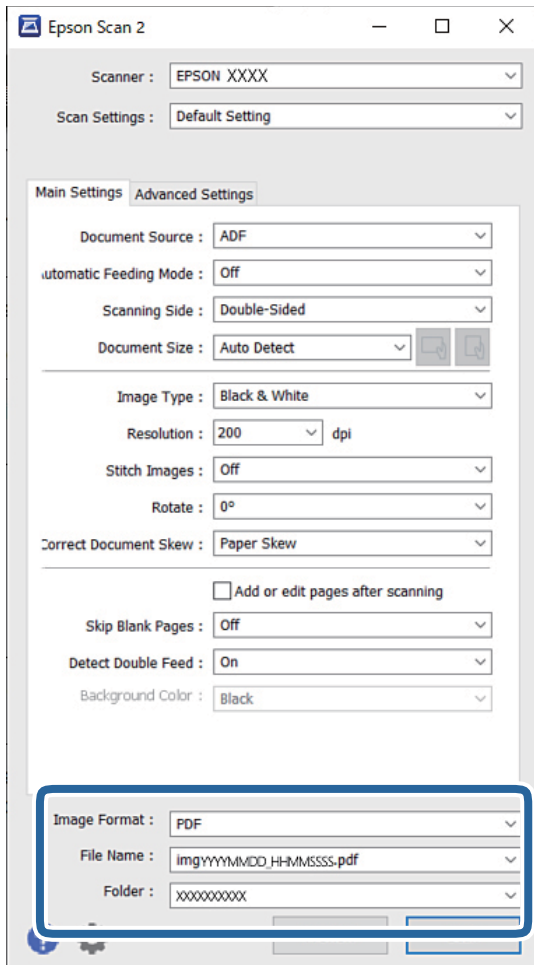 Epson Scan 2
Scanner : EPSON XXXX
Scan Settings : Default Setting
Main Settings Advanced Settings
Document Source : ADF
utomatic Feeding Mode : Off
Scanning Side : Double-Sided
Document Size : Auto Detect
Image Type : Black & White
Resolution : 200 dpi
Stitch Images : Off
Rotate : 0°
Correct Document Skew : Paper Skew
Add or edit pages after scanning
Skip Blank Pages : Off
Detect Double Feed : On
Background Color : Black
Image Format : PDF
File Name : imgYYYYMMDD_HHMMSSSS.pdf
Folder : XXXXXXXXXX